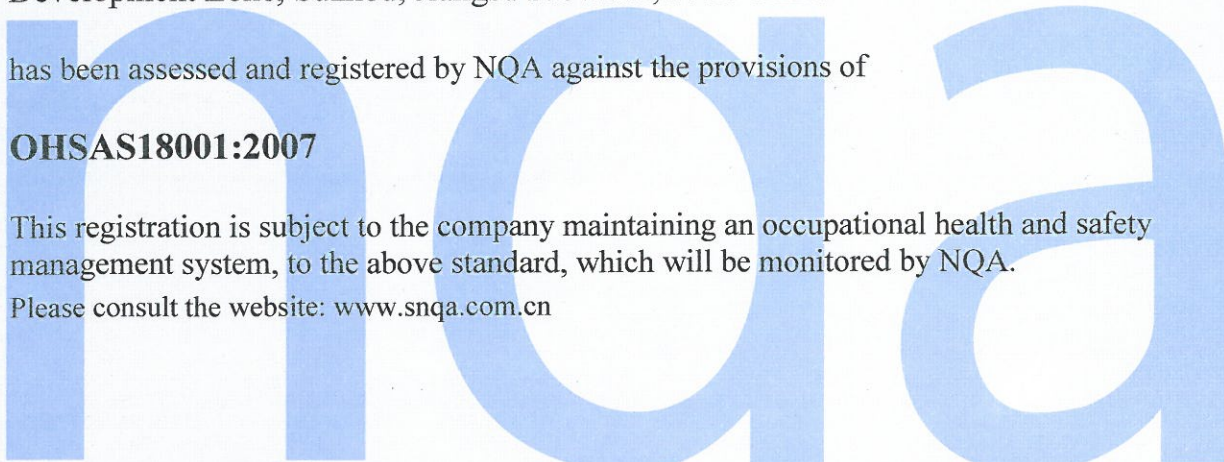 has been assessed and registered by NQA against the provisions of
OHSAS18001:2007
This registration is subject to the company maintaining an occupational health and safety
management system, to the above standard, which will be monitored by NQA.
Please consult the website: www.snqa.com.cn
nqa